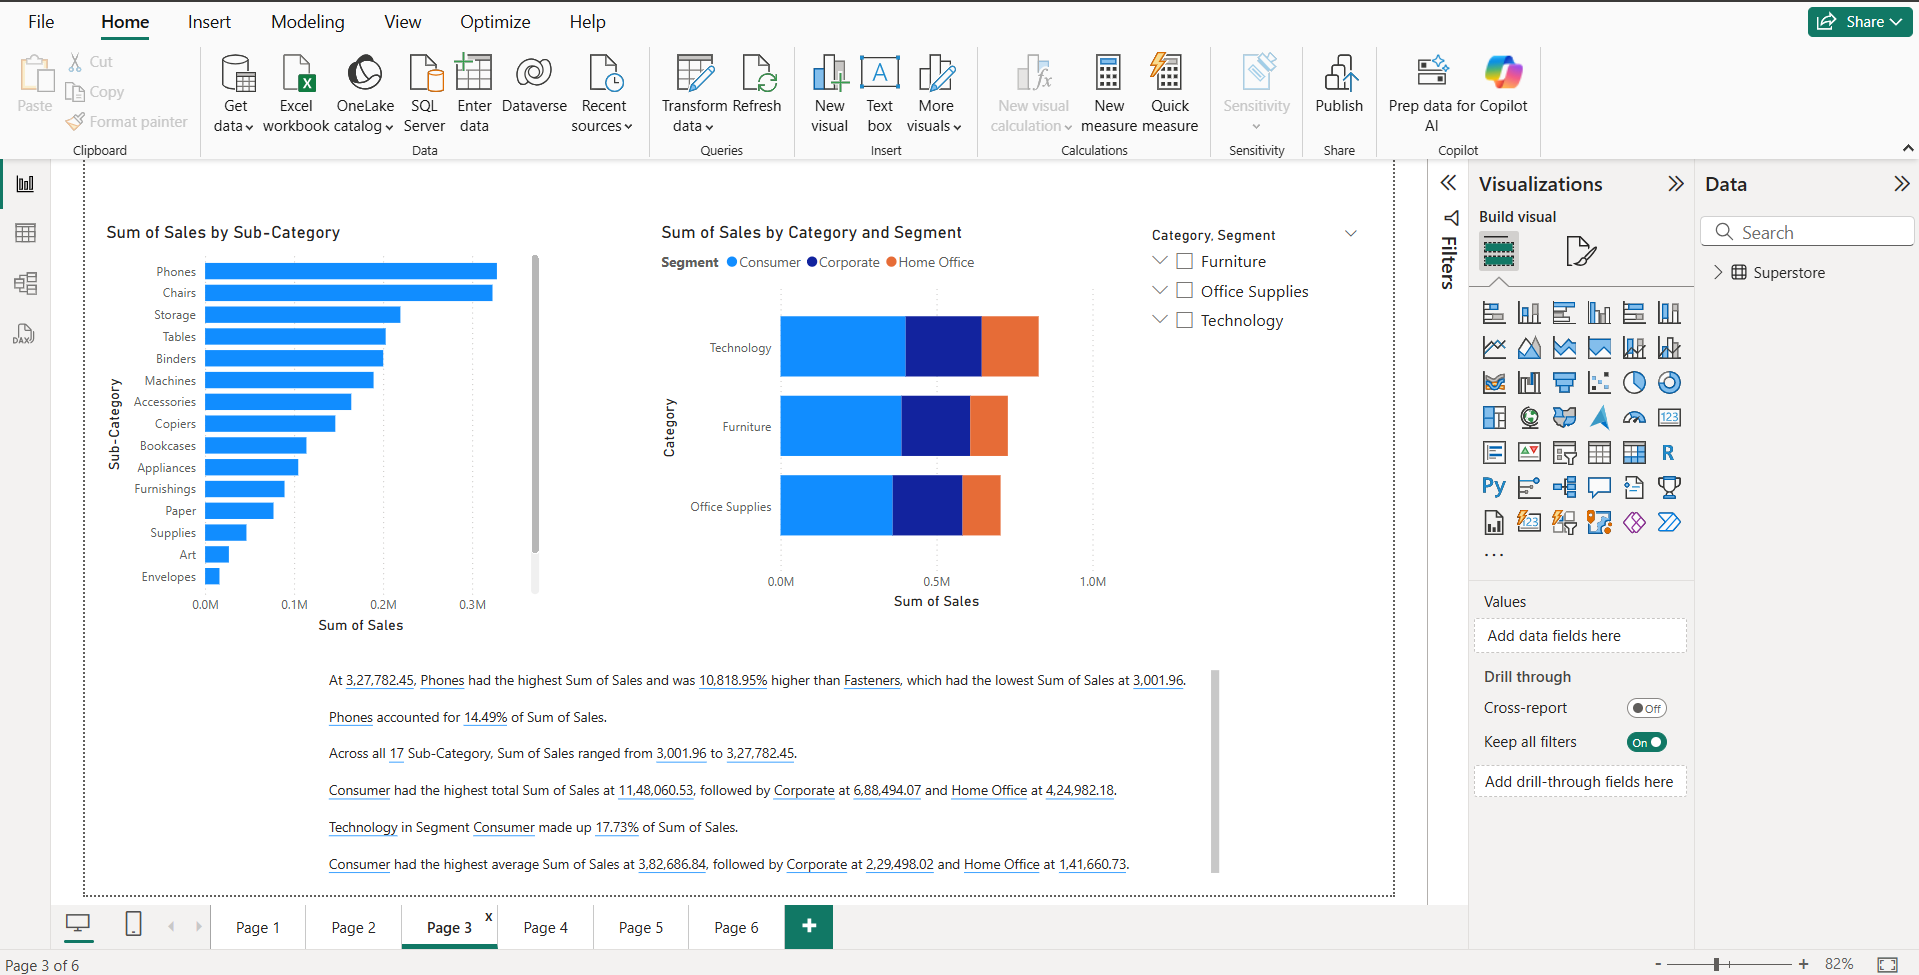 File Home Insert Modeling View Optimize Help Share
Paste Cut Copy Format painter
Get data Excel workbook OneLake catalog SQL Server Enter data Dataverse Recent sources
Transform data Refresh New visual Text box More visuals New visual calculation New measure Quick measure
Sensitivity Publish Prep data for AI Copilot
Clipboard Data Queries Insert Calculations Sensitivity Share Copilot
Sum of Sales by Sub-Category
Sub-Category
Phones
Chairs
Storage
Tables
Binders
Machines
Accessories
Copiers
Bookcases
Appliances
Furnishings
Paper
Supplies
Art
Envelopes
0.0M 0.1M 0.2M 0.3M
Sum of Sales
Sum of Sales by Category and Segment
Segment Consumer Corporate Home Office
Category
Technology
Furniture
Office Supplies
0.0M 0.5M 1.0M
Sum of Sales
Category, Segment
Furniture
Office Supplies
Technology
At 3,27,782.45, Phones had the highest Sum of Sales and was 10,818.95% higher than Fasteners, which had the lowest Sum of Sales at 3,001.96.
Phones accounted for 14.49% of Sum of Sales.
Across all 17 Sub-Category, Sum of Sales ranged from 3,001.96 to 3,27,782.45.
Consumer had the highest total Sum of Sales at 11,48,060.53, followed by Corporate at 6,88,494.07 and Home Office at 4,24,982.18.
Technology in Segment Consumer made up 17.73% of Sum of Sales.
Consumer had the highest average Sum of Sales at 3,82,686.84, followed by Corporate at 2,29,498.02 and Home Office at 1,41,660.73.
Filters
Visualizations
Build visual
123
R
Py
123
...
Values
Add data fields here
Drill through
Cross-report Off
Keep all filters On
Add drill-through fields here
Data
Search
Superstore
DAX
Page 1 Page 2 Page 3 x Page 4 Page 5 Page 6 +
Page 3 of 6
- + 82%